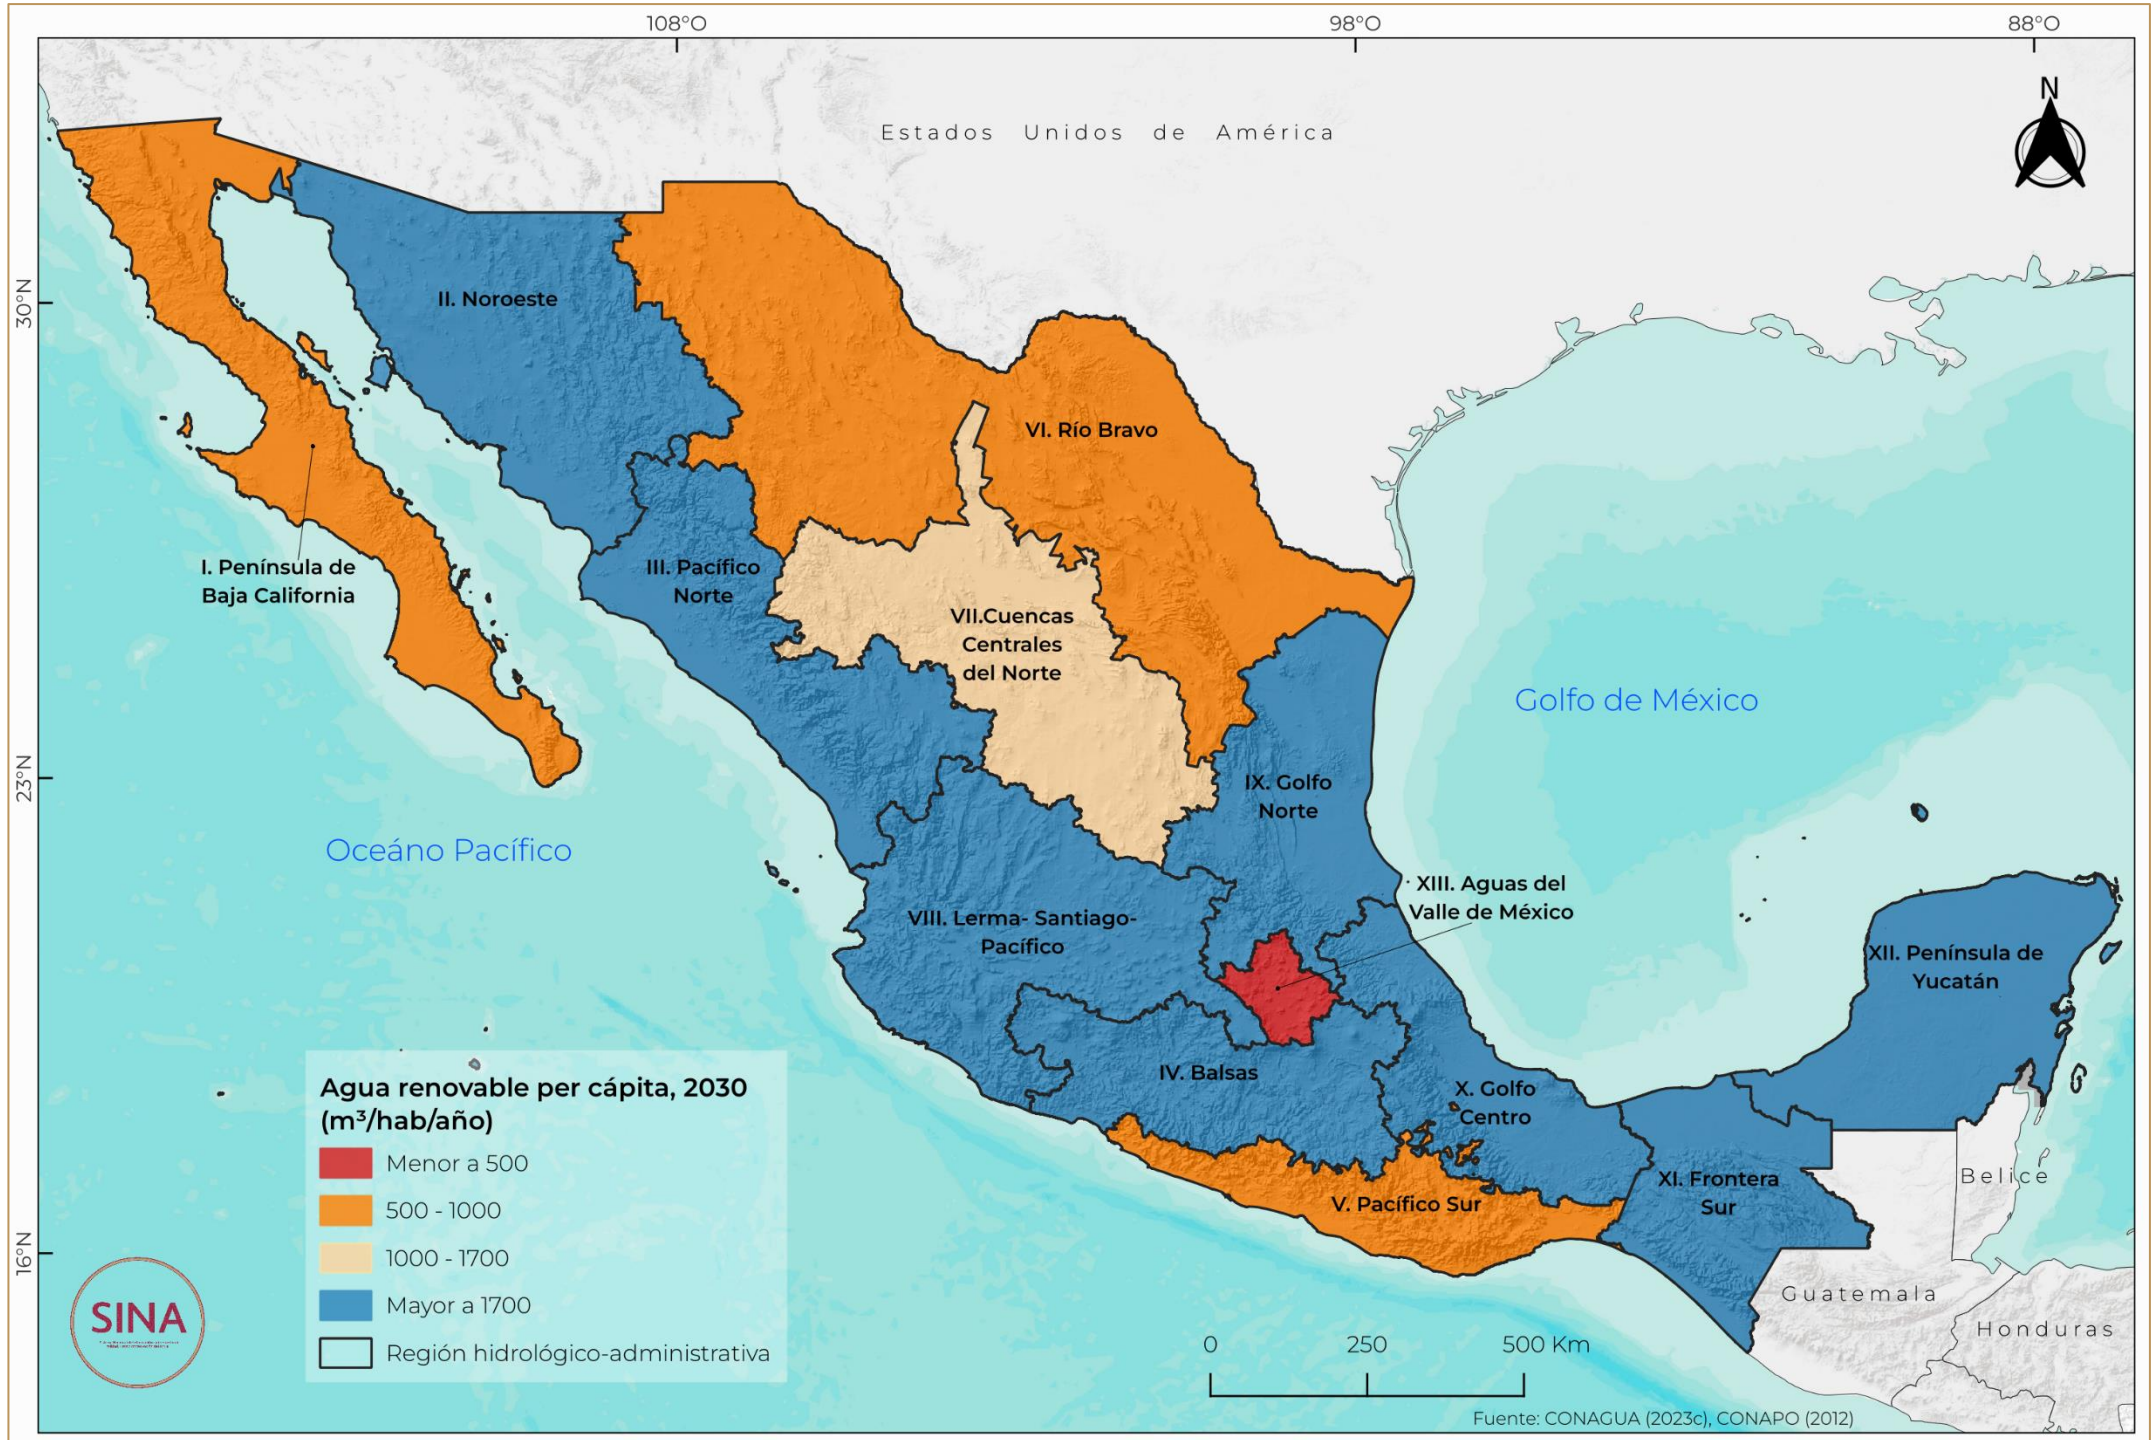 108°O
98°O
88°O
N
Estados Unidos de América
30°N
23°N
16°N
II. Noroeste
VI. Río Bravo
I. Península de
Baja California
III. Pacífico
Norte
VII.Cuencas
Centrales
del Norte
Golfo de México
IX. Golfo
Norte
Oceáno Pacífico
XIII. Aguas del
Valle de México
VIII. Lerma- Santiago-
Pacífico
XII. Península de
Yucatán
IV. Balsas
X. Golfo
Centro
XI. Frontera
Sur
V. Pacífico Sur
Belice
Guatemala
Honduras
Agua renovable per cápita, 2030
(m³/hab/año)
Menor a 500
500 - 1000
1000 - 1700
Mayor a 1700
Región hidrológico-administrativa
SINA
0 250 500 Km
Fuente: CONAGUA (2023c), CONAPO (2012)